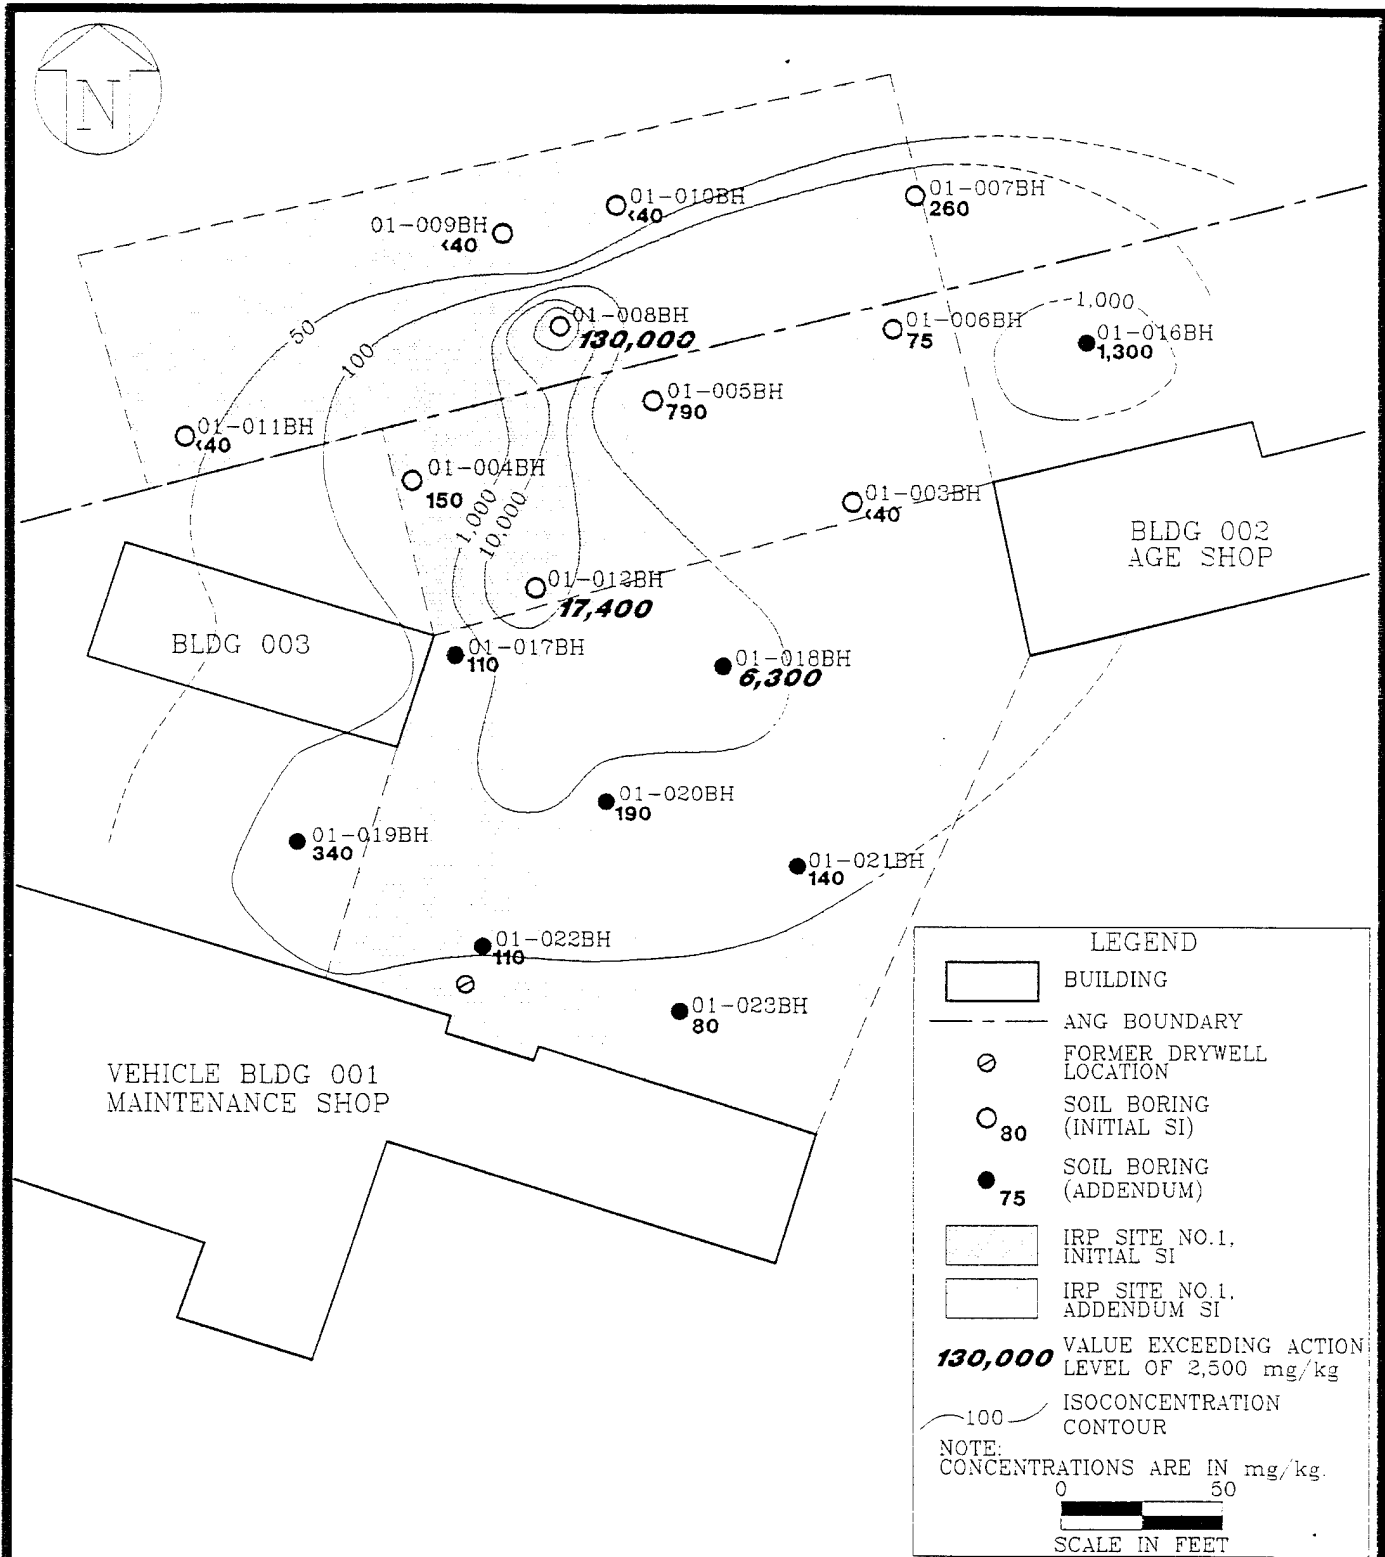 N
01-010BH
<40
01-007BH
260
01-009BH
<40
01-008BH
130,000
1,000
01-006BH
75
01-016BH
1,300
50
100
01-005BH
790
01-011BH
<40
01-004BH
150
01-003BH
<40
1,000
10,000
BLDG 002
AGE SHOP
01-012BH
17,400
BLDG 003
01-017BH
110
01-018BH
6,300
01-020BH
190
01-019BH
340
01-021BH
140
01-022BH
110
01-023BH
80
VEHICLE BLDG 001
MAINTENANCE SHOP
LEGEND
BUILDING
ANG BOUNDARY
FORMER DRYWELL
LOCATION
80
SOIL BORING
(INITIAL SI)
75
SOIL BORING
(ADDENDUM)
IRP SITE NO.1,
INITIAL SI
IRP SITE NO.1,
ADDENDUM SI
130,000
VALUE EXCEEDING ACTION
LEVEL OF 2,500 mg/kg
100
ISOCONCENTRATION
CONTOUR
NOTE:
CONCENTRATIONS ARE IN mg/kg.
0 50
SCALE IN FEET